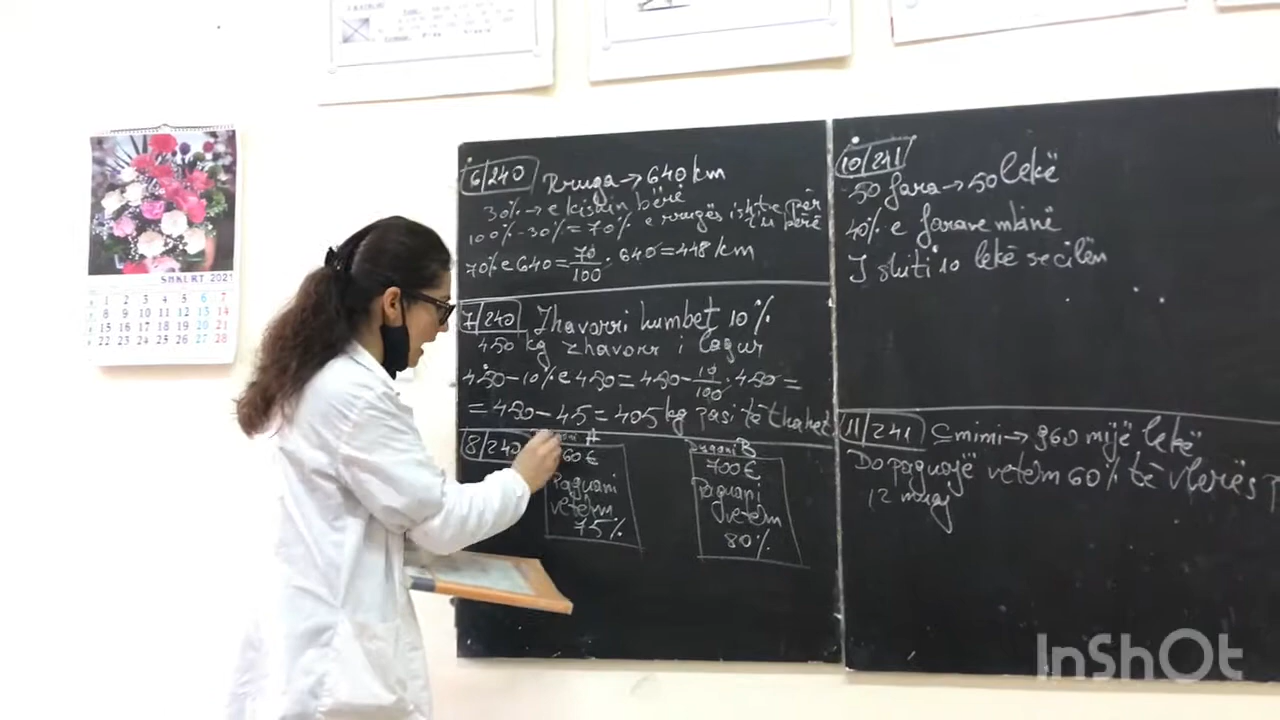 SHKURT 2021
1 2 3 4 5 6 7
8 9 10 11 12 13 14
15 16 17 18 19 20 21
22 23 24 25 26 27 28
6/240 Rruga → 640 km
30% → e kishin bërë
100% - 30% = 70% e rrugës ishte për t'u bërë
70% e 640 = 70/100 · 640 = 448 km
7/240 Zhavorri humbet 10%
450 kg zhavorr i lagur
450 - 10% e 450 = 450 - 10/100 · 450 =
= 450 - 45 = 405 kg pasi të thahet
8/240
A
60 €
Paguani
vetëm
75%
Dyqani B
700 €
Paguani
vetëm
80%
10/241
50 fara → 50 lekë
40% e farave mbinë
I shiti 10 lekë secilën
11/241 Çmimi → 960 mijë lekë
Do paguajë vetëm 60% të vlerës p
12 muaj
InShOt